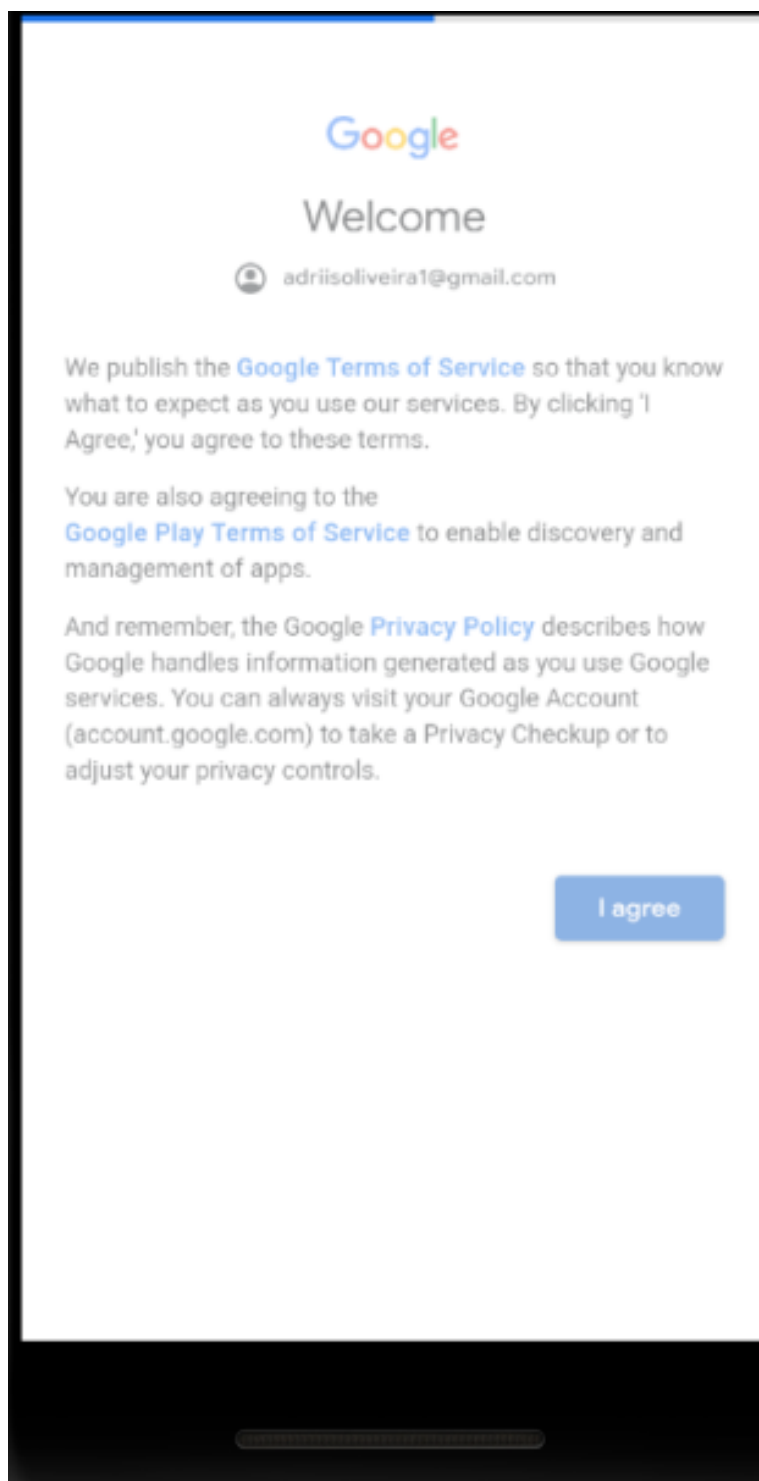 Google
Welcome
adriisoliveira1@gmail.com
We publish the Google Terms of Service so that you know
what to expect as you use our services. By clicking 'I
Agree,' you agree to these terms.
You are also agreeing to the
Google Play Terms of Service to enable discovery and
management of apps.
And remember, the Google Privacy Policy describes how
Google handles information generated as you use Google
services. You can always visit your Google Account
(account.google.com) to take a Privacy Checkup or to
adjust your privacy controls.
I agree